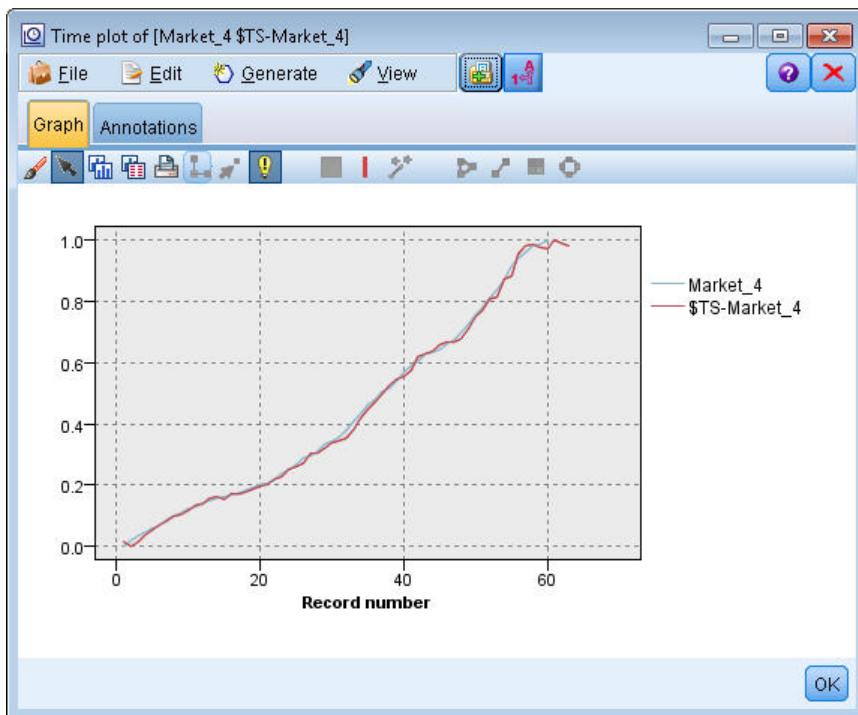 Time plot of [Market_4 $TS-Market_4]
File Edit Generate View
Graph Annotations
1.0
0.8
0.6
0.4
0.2
0.0
0 20 40 60
Record number
Market_4
$TS-Market_4
OK